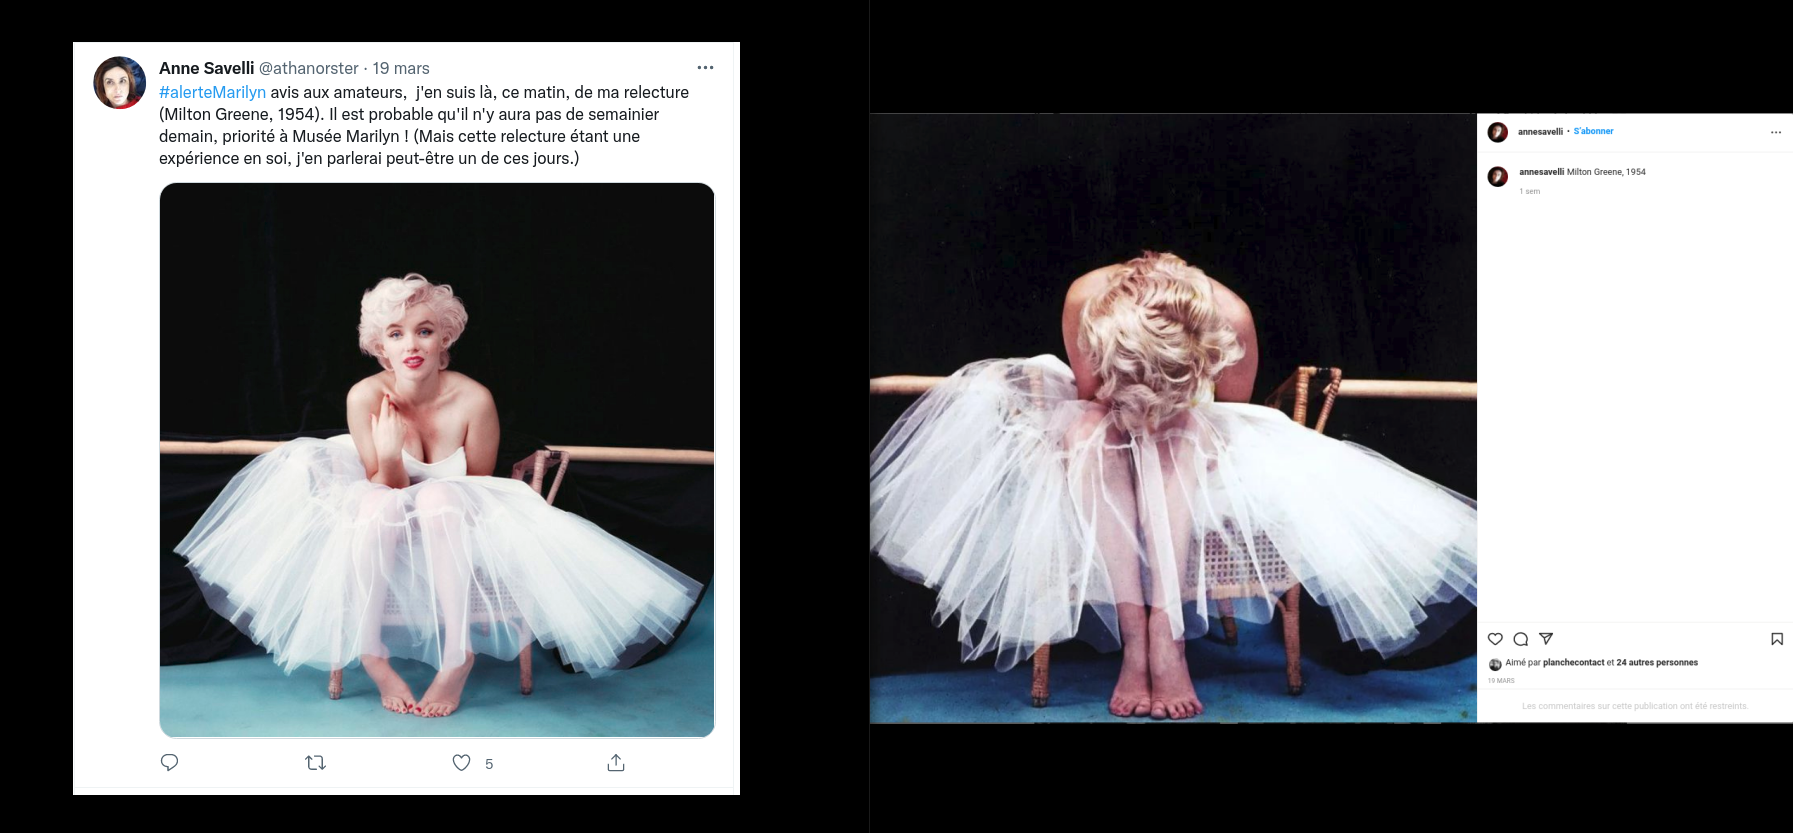 Anne Savelli @athanorster · 19 mars
#alerteMarilyn avis aux amateurs, j'en suis là, ce matin, de ma relecture
(Milton Greene, 1954). Il est probable qu'il n'y aura pas de semainier
demain, priorité à Musée Marilyn ! (Mais cette relecture étant une
expérience en soi, j'en parlerai peut-être un de ces jours.)
5
annesavelli • S'abonner
annesavelli Milton Greene, 1954
1 sem
Aimé par planchecontact et 24 autres personnes
19 MARS
Les commentaires sur cette publication ont été restreints.